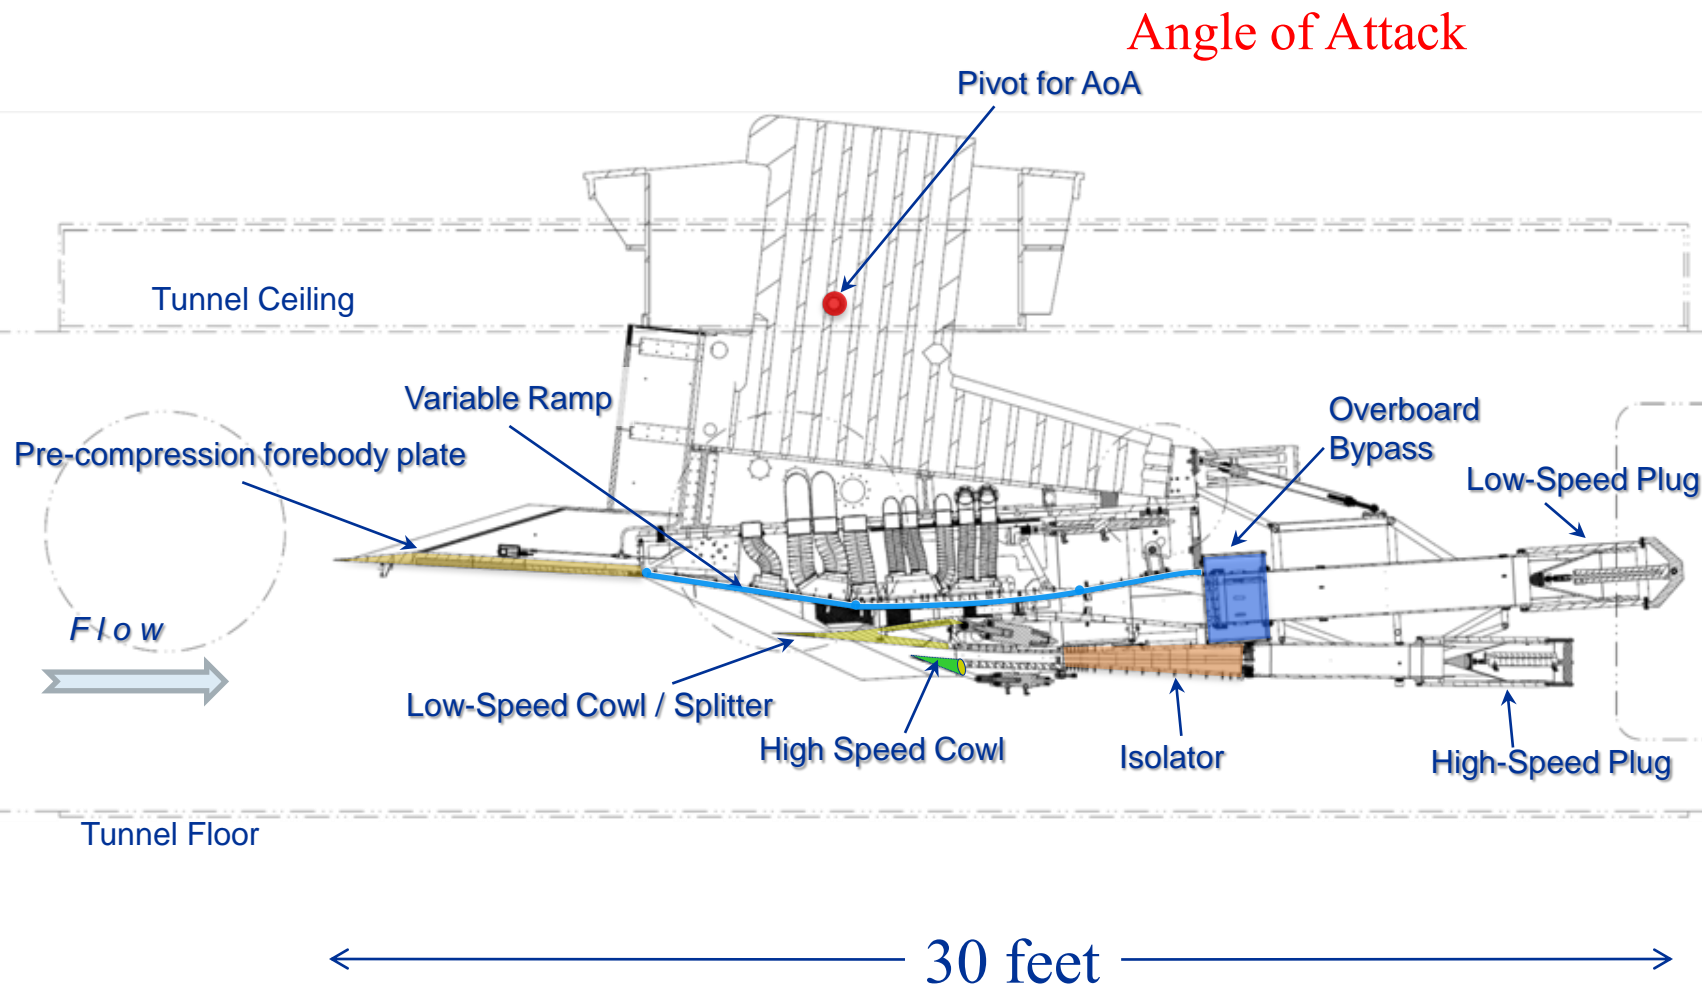 Angle of Attack
Pivot for AoA
Tunnel Ceiling
Variable Ramp
Overboard
Bypass
Pre-compression forebody plate
Low-Speed Plug
Flow
Low-Speed Cowl / Splitter
High Speed Cowl
Isolator
High-Speed Plug
Tunnel Floor
30 feet